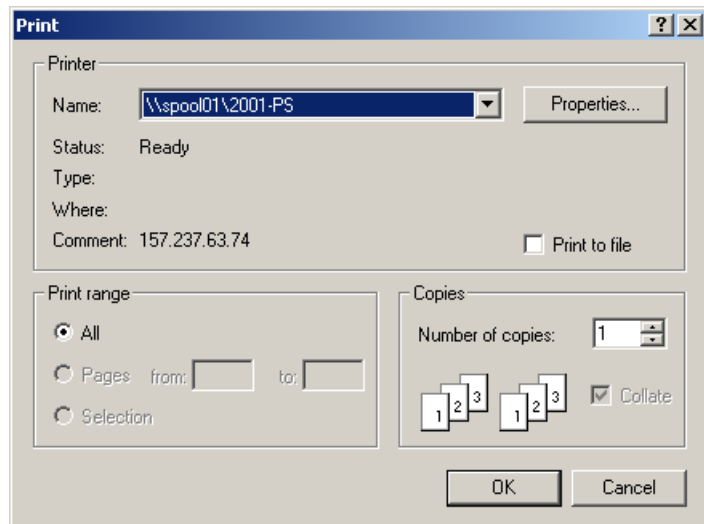 Print
Printer
Name: \\spool01\2001-PS Properties...
Status: Ready
Type:
Where:
Comment: 157.237.63.74
Print to file
Print range
All
Pages from: to:
Selection
Copies
Number of copies: 1
1 2 3 1 2 3
Collate
OK Cancel